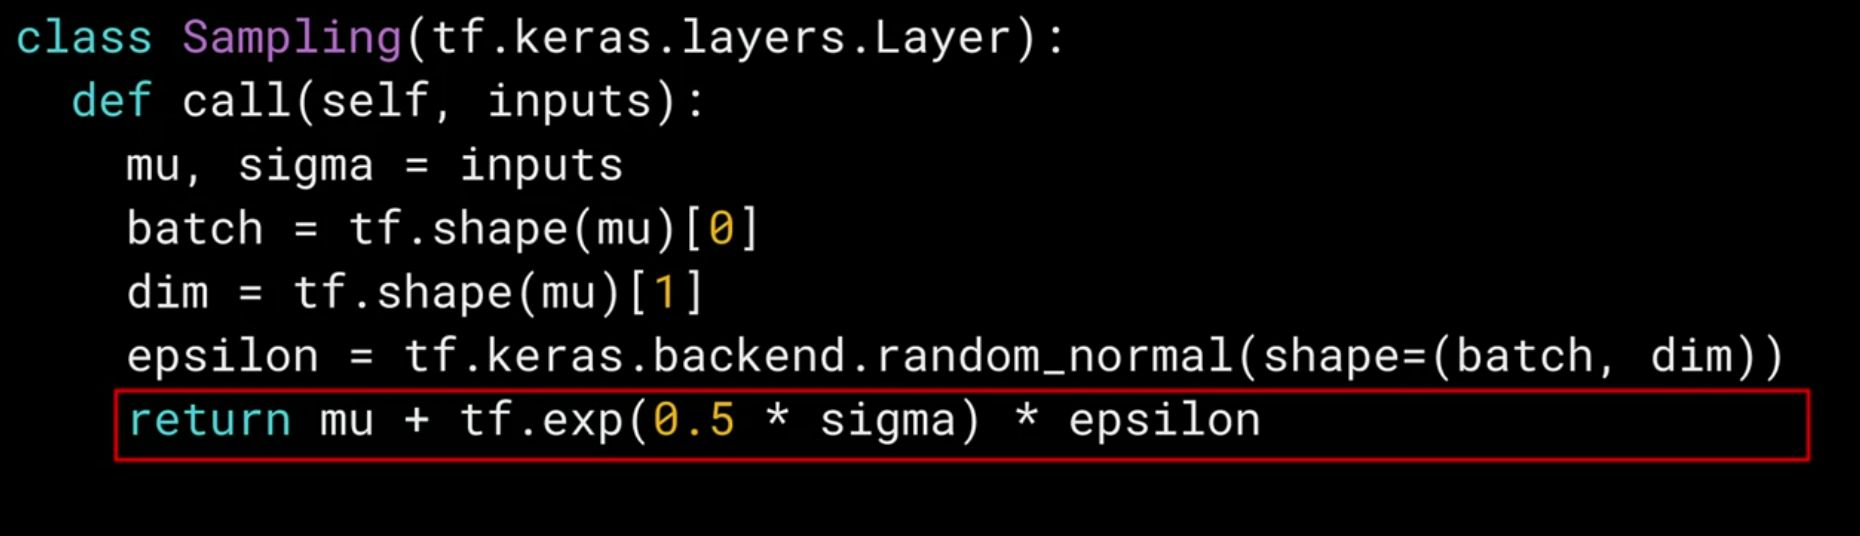 class Sampling(tf.keras.layers.Layer):
  def call(self, inputs):
    mu, sigma = inputs
    batch = tf.shape(mu)[0]
    dim = tf.shape(mu)[1]
    epsilon = tf.keras.backend.random_normal(shape=(batch, dim))
    return mu + tf.exp(0.5 * sigma) * epsilon